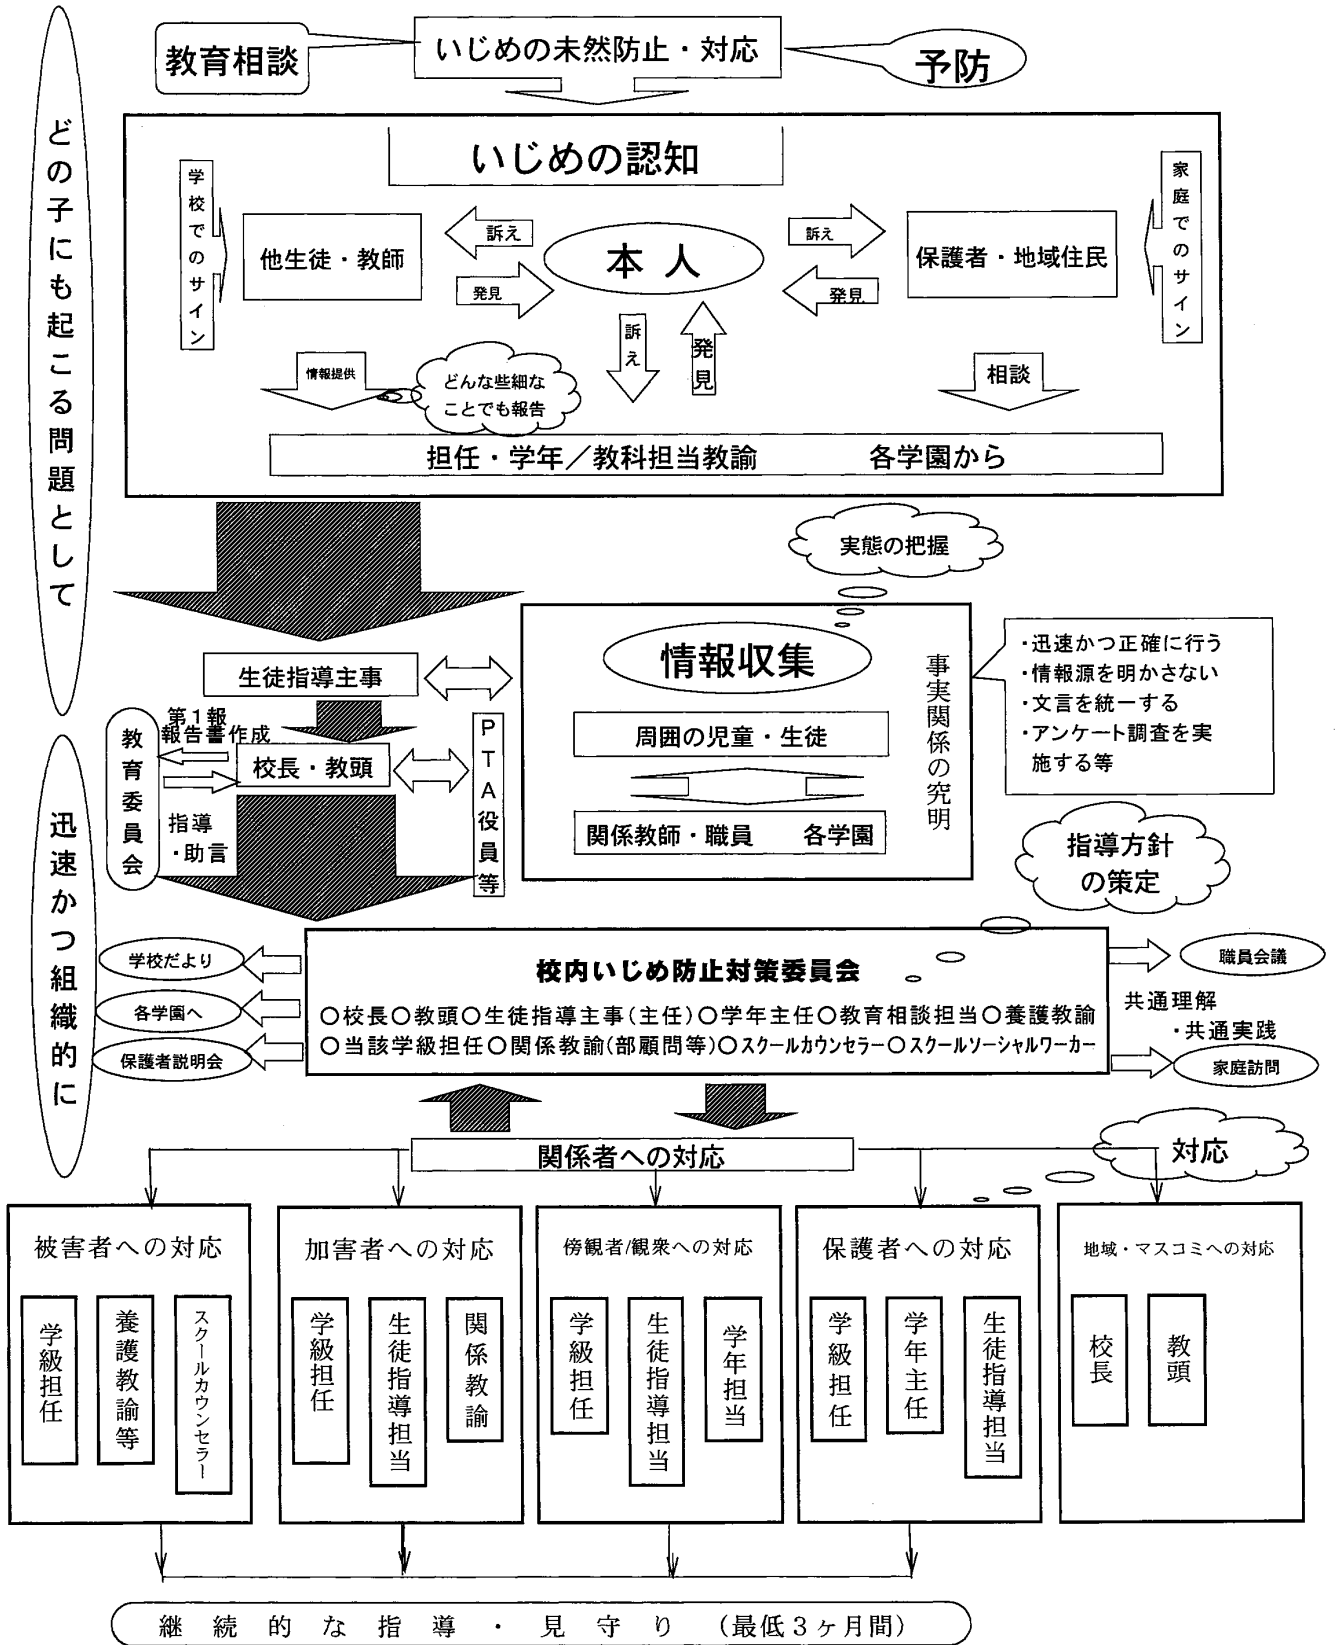 教育相談
いじめの未然防止・対応
予防
どの子にも起こる問題として
いじめの認知
学校でのサイン
他生徒・教師
訴え
発見
本人
訴え
発見
保護者・地域住民
家庭でのサイン
訴え
発見
情報提供
どんな些細な
ことでも報告
相談
担任・学年／教科担当教諭　各学園から
実態の把握
生徒指導主事
情報収集
事実関係の究明
周囲の児童・生徒
関係教師・職員　各学園
・迅速かつ正確に行う
・情報源を明かさない
・文言を統一する
・アンケート調査を実
施する等
第１報
報告書作成
教育委員会
校長・教頭
PTA役員等
指導
・助言
迅速かつ組織的に
指導方針
の策定
学校だより
各学園へ
保護者説明会
校内いじめ防止対策委員会
○校長○教頭○生徒指導主事(主任)○学年主任○教育相談担当○養護教諭
○当該学級担任○関係教諭(部顧問等)○スクールカウンセラー○スクールソーシャルワーカー
職員会議
共通理解
・共通実践
家庭訪問
関係者への対応
対応
被害者への対応
学級担任
養護教諭等
スクールカウンセラー
加害者への対応
学級担任
生徒指導担当
関係教諭
傍観者/観衆への対応
学級担任
生徒指導担当
学年担当
保護者への対応
学級担任
学年主任
生徒指導担当
地域・マスコミへの対応
校長
教頭
継続的な指導・見守り（最低３ヶ月間）